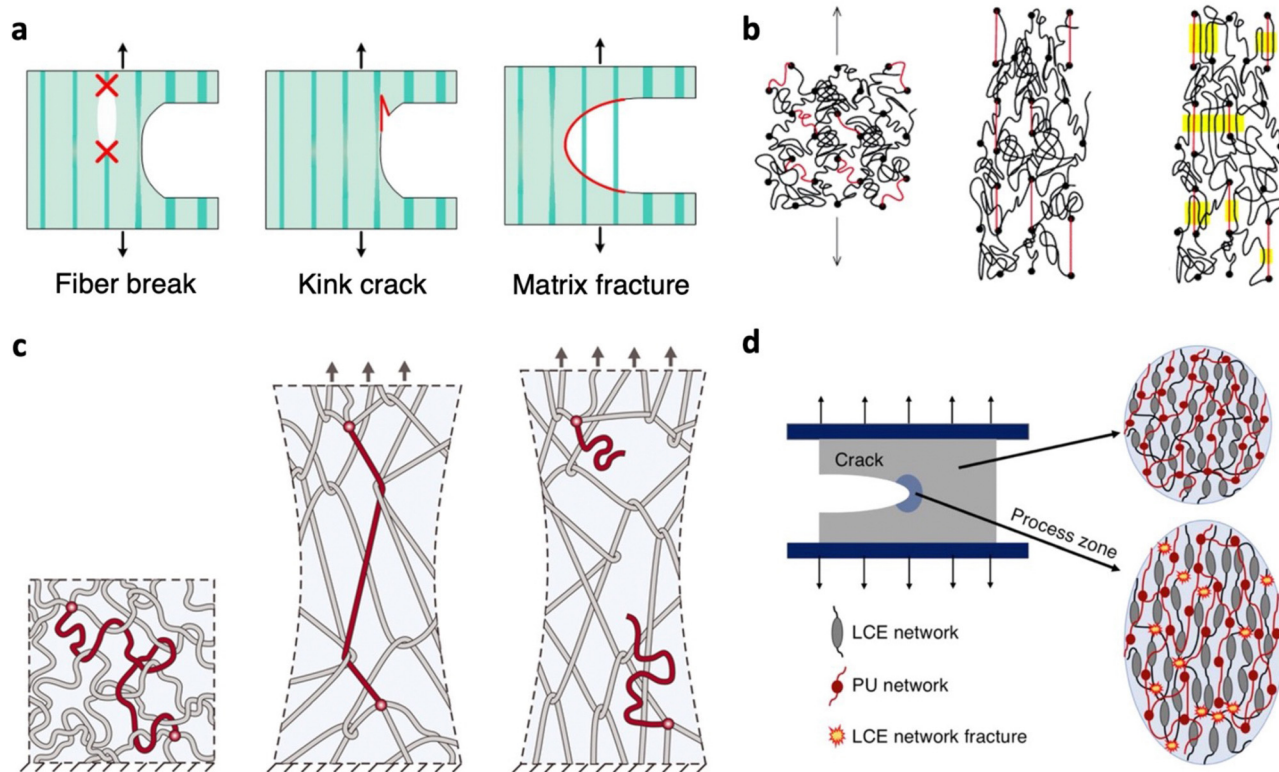 a
Fiber break
Kink crack
Matrix fracture
b
c
d
Crack
Process zone
LCE network
PU network
LCE network fracture